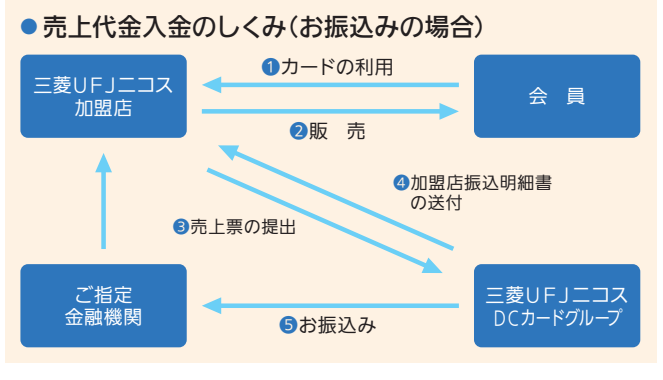 ●売上代金入金のしくみ(お振込みの場合)
三菱UFJニコス
加盟店
❶カードの利用
会　員
❷販　売
❹加盟店振込明細書
の送付
❸売上票の提出
ご指定
金融機関
三菱UFJニコス
DCカードグループ
❺お振込み